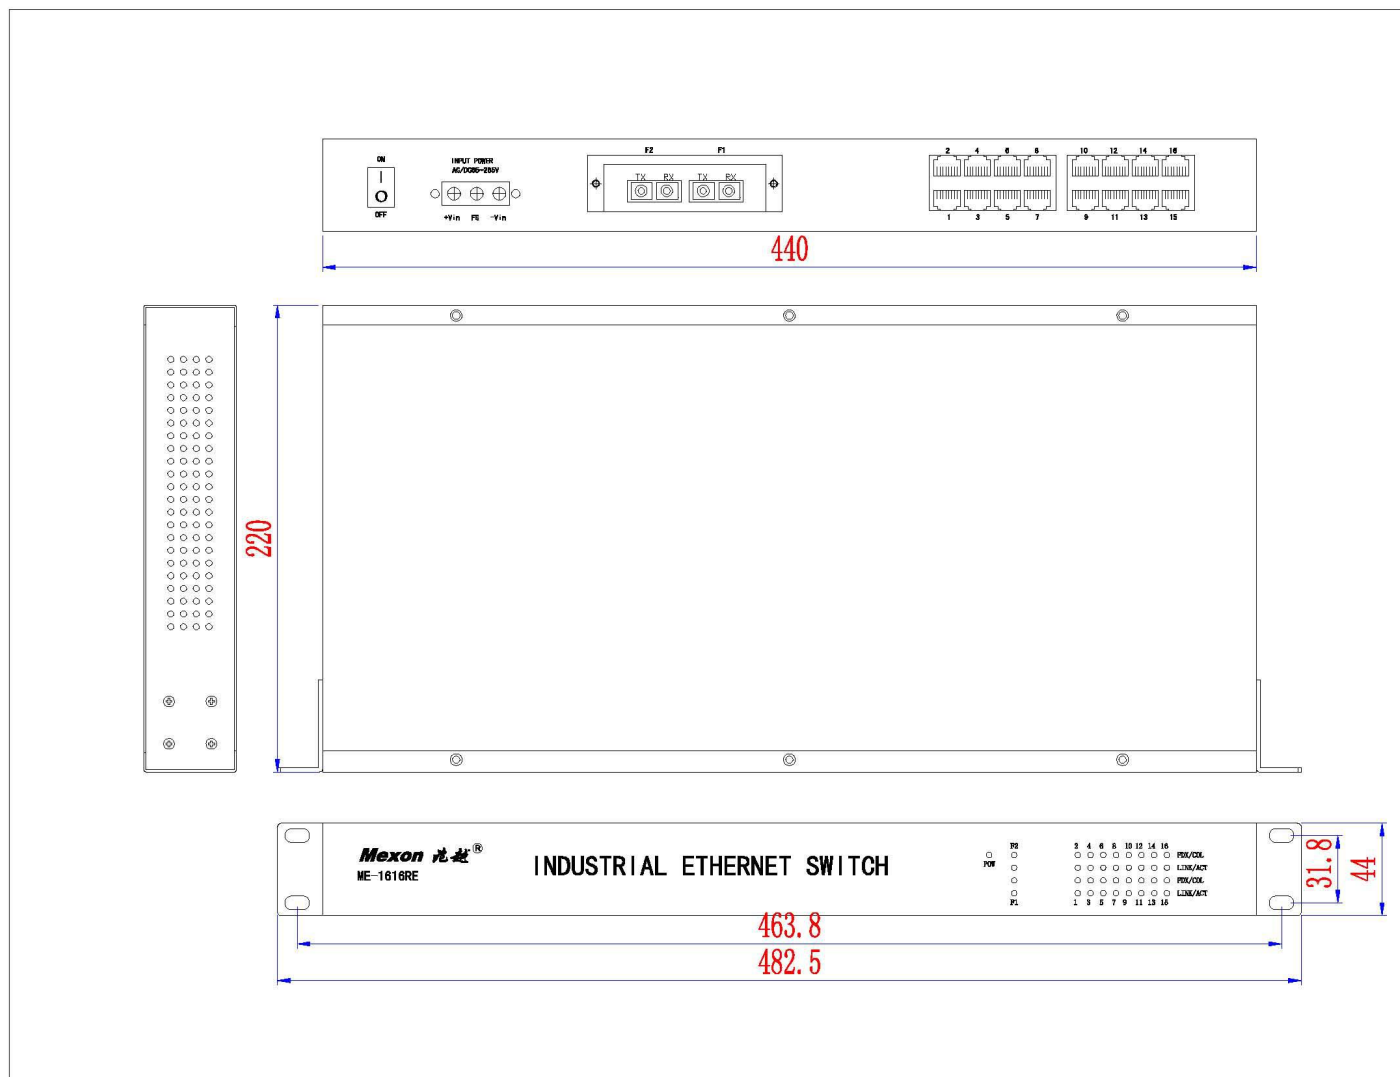 F2 F1
ON
INPUT POWER
AC/DC85-265V
TX RX TX RX
OFF
+Vin FG -Vin
2 4 6 8 10 12 14 16
1 3 5 7 9 11 13 15
440
220
Mexon 兆越®
ME-1616RE
INDUSTRIAL ETHERNET SWITCH
POW
F2
F1
2 4 6 8 10 12 14 16
FDX/COL
LINK/ACT
FDX/COL
LINK/ACT
1 3 5 7 9 11 13 15
31.8
44
463.8
482.5